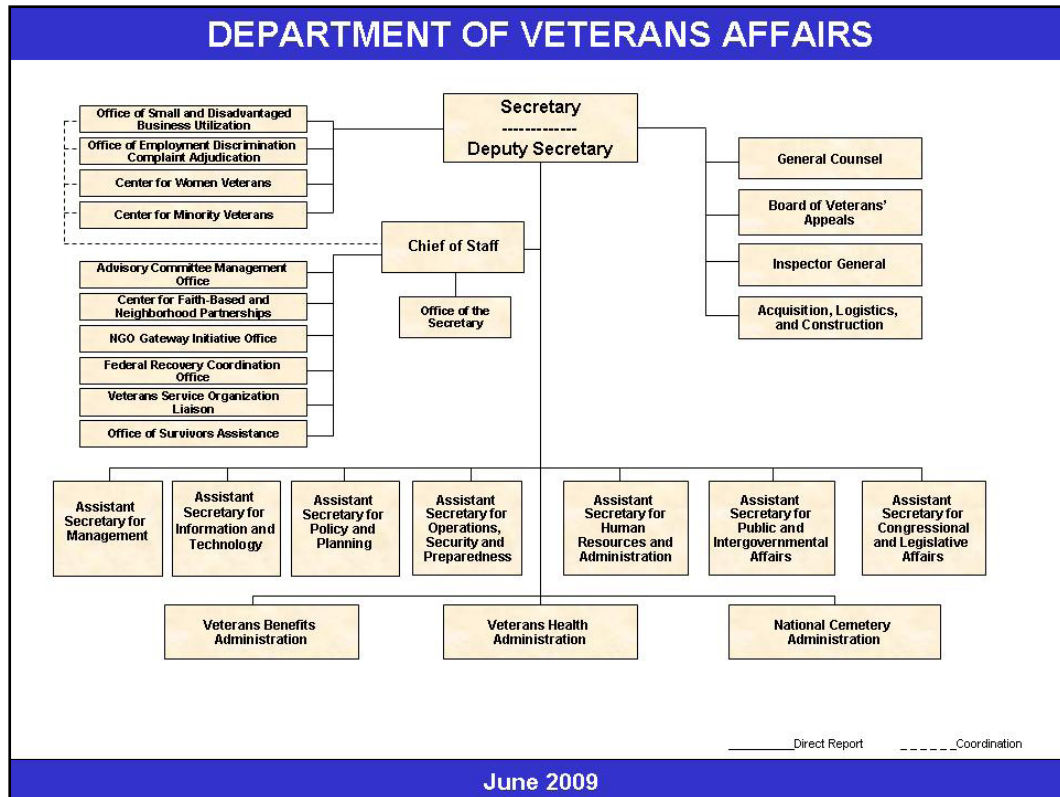 DEPARTMENT OF VETERANS AFFAIRS
Secretary
-------------
Deputy Secretary
Office of Small and Disadvantaged
Business Utilization
Office of Employment Discrimination
Complaint Adjudication
Center for Women Veterans
Center for Minority Veterans
General Counsel
Board of Veterans'
Appeals
Inspector General
Acquisition, Logistics,
and Construction
Chief of Staff
Office of the
Secretary
Advisory Committee Management
Office
Center for Faith-Based and
Neighborhood Partnerships
NGO Gateway Initiative Office
Federal Recovery Coordination
Office
Veterans Service Organization
Liaison
Office of Survivors Assistance
Assistant
Secretary for
Management
Assistant
Secretary for
Information and
Technology
Assistant
Secretary for
Policy and
Planning
Assistant
Secretary for
Operations,
Security and
Preparedness
Assistant
Secretary for
Human
Resources and
Administration
Assistant
Secretary for
Public and
Intergovernmental
Affairs
Assistant
Secretary for
Congressional
and Legislative
Affairs
Veterans Benefits
Administration
Veterans Health
Administration
National Cemetery
Administration
Direct Report
Coordination
June 2009